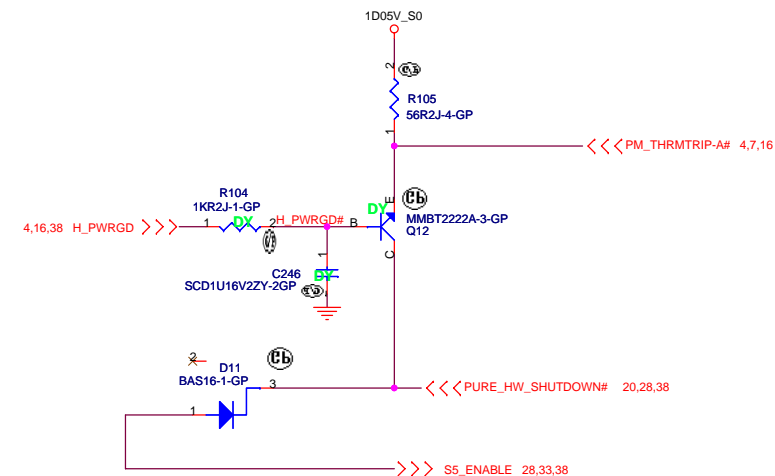 1D05V_S0
2
R105
56R2J-4-GP
1
PM_THRMTRIP-A# 4,7,16
E
R104
1KR2J-1-GP
DY
MMBT2222A-3-GP
Q12
4,16,38 H_PWRGD
1
DY
2
H_PWRGD#
B
C
1
C246
DY
SCD1U16V2ZY-2GP
2
D11
BAS16-1-GP
3
PURE_HW_SHUTDOWN# 20,28,38
1
S5_ENABLE 28,33,38